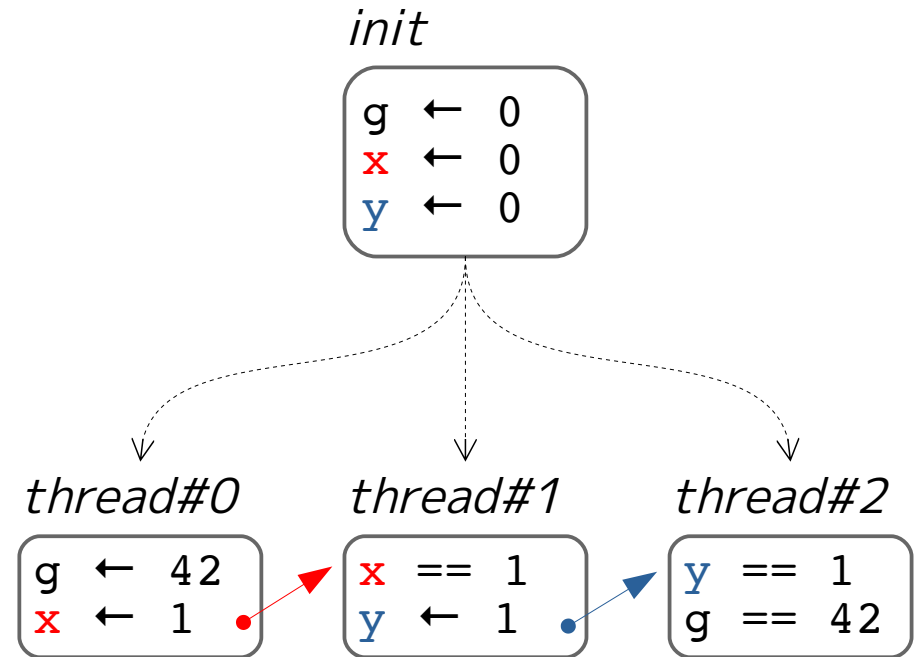 init
g ← 0
x ← 0
y ← 0
thread#0
g ← 42
x ← 1
thread#1
x == 1
y ← 1
thread#2
y == 1
g == 42